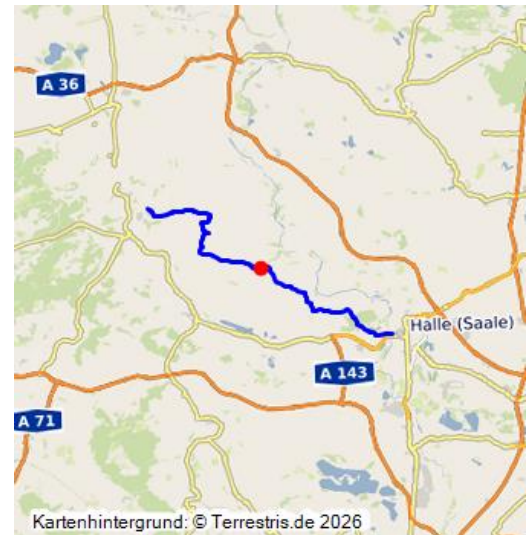 A 36
Halle (Saale)
A 143
A 71
Kartenhintergrund: © Terrestris.de 2026